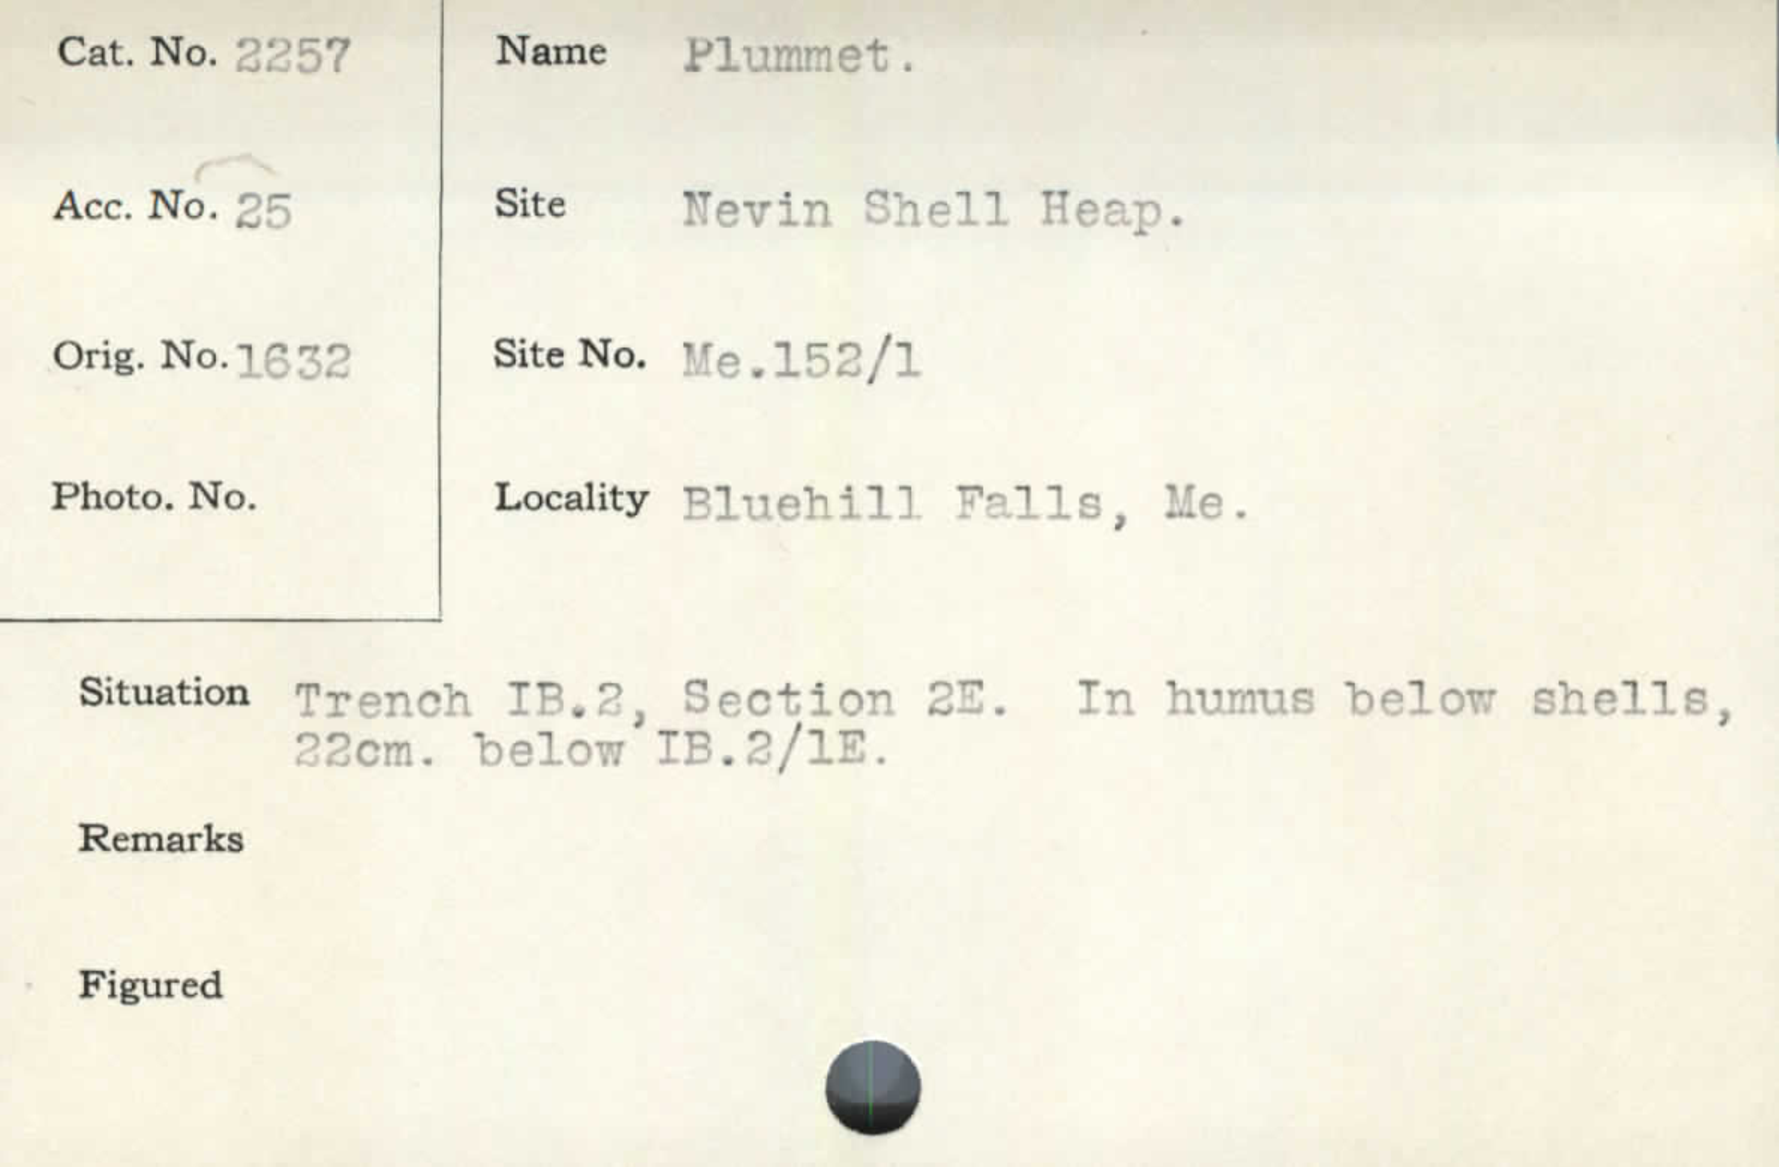 Cat. No. 2257
Name Plummet.
Acc. No. 25
Site Nevin Shell Heap.
Orig. No. 1632
Site No. Me.152/1
Photo. No.
Locality Bluehill Falls, Me.
Situation Trench IB.2, Section 2E. In humus below shells,
22cm. below IB.2/1E.
Remarks
Figured